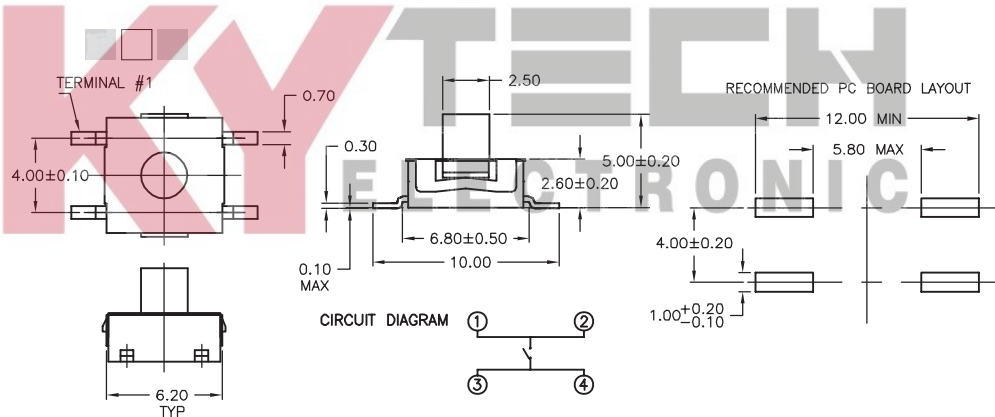 KYTECH
ELECTRONIC
TERMINAL #1
0.70
4.00±0.10
2.50
0.30
5.00±0.20
2.60±0.20
6.80±0.50
10.00
0.10
MAX
RECOMMENDED PC BOARD LAYOUT
12.00 MIN
5.80 MAX
4.00±0.20
1.00+0.20
-0.10
6.20
TYP
CIRCUIT DIAGRAM
1 2
3 4